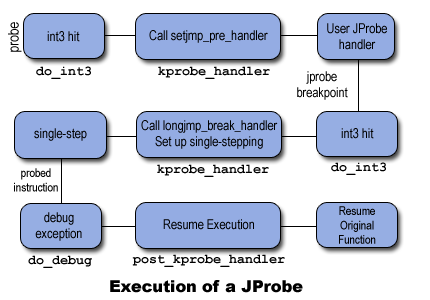 probe
int3 hit
Call setjmp_pre_handler
User JProbe
handler
do_int3
kprobe_handler
jprobe
breakpoint
single-step
Call longjmp_break_handler
Set up single-stepping
int3 hit
kprobe_handler
do_int3
probed
instruction
debug
exception
Resume Execution
Resume
Original
Function
do_debug
post_kprobe_handler
Execution of a JProbe